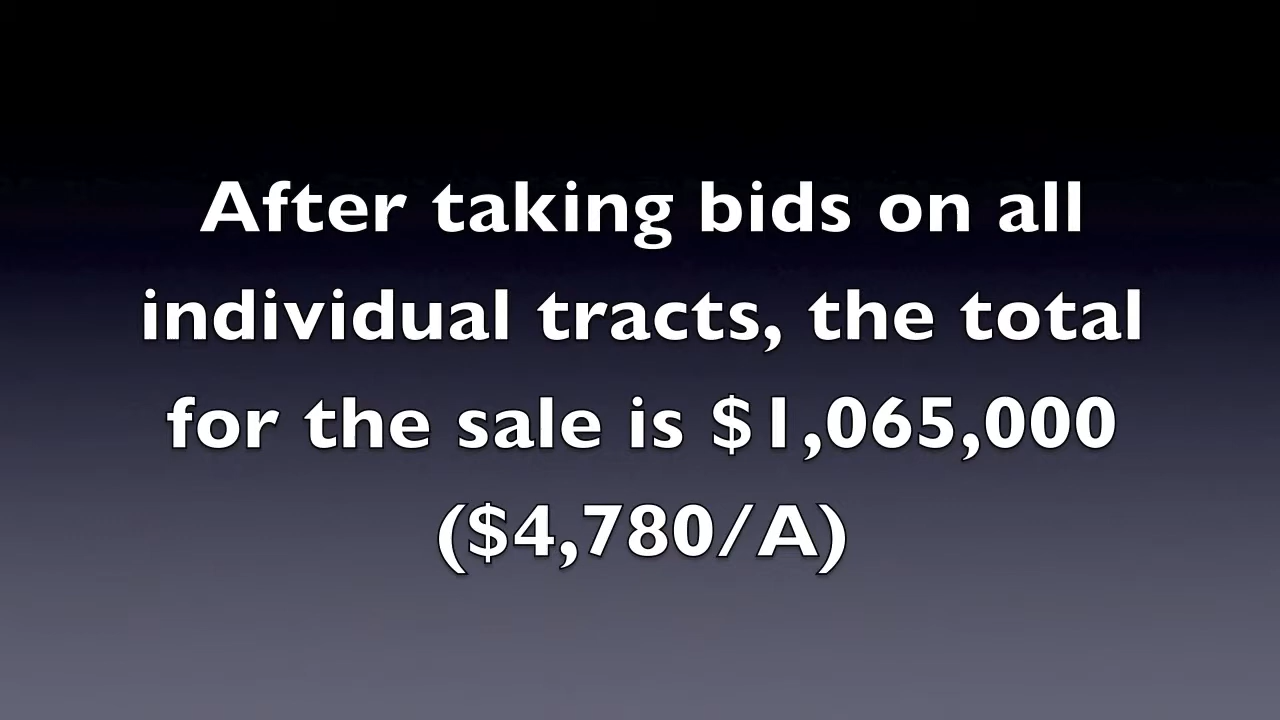 After taking bids on all
individual tracts, the total
for the sale is $1,065,000
($4,780/A)